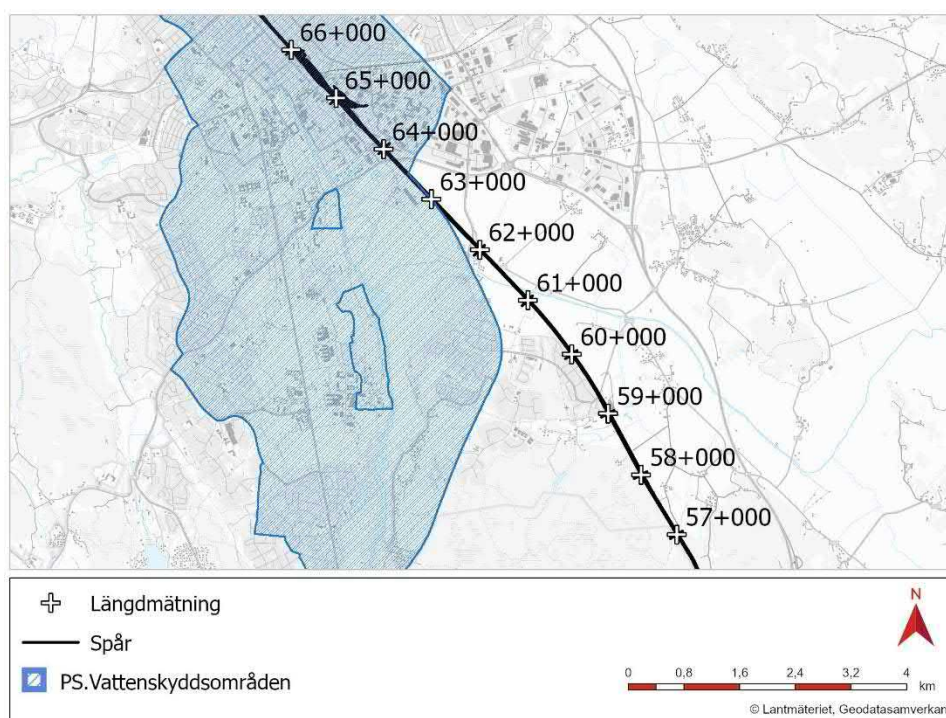 66+000
65+000
64+000
63+000
62+000
61+000
60+000
59+000
58+000
57+000
Längdmätning
Spår
PS.Vattenskyddsområden
N
0 0,8 1,6 2,4 3,2 4
km
© Lantmäteriet, Geodatasamverkan